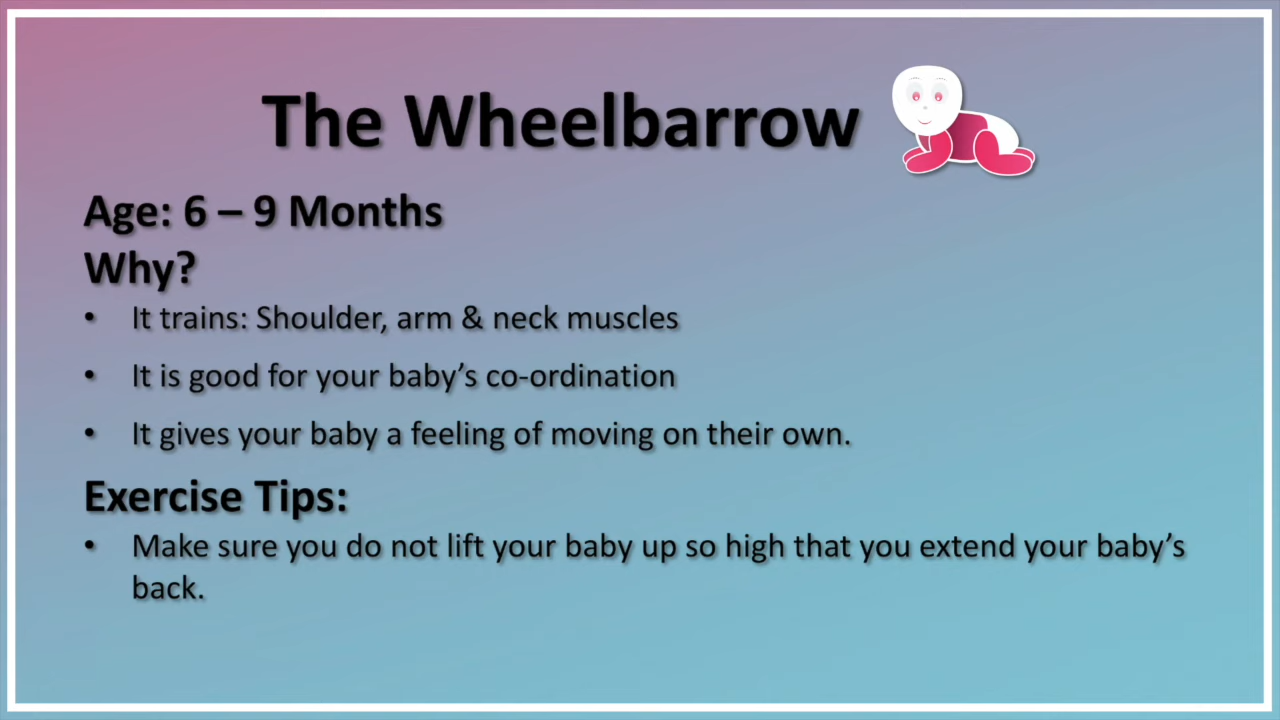 The Wheelbarrow
Age: 6 – 9 Months
Why?
• It trains: Shoulder, arm & neck muscles
• It is good for your baby’s co-ordination
• It gives your baby a feeling of moving on their own.
Exercise Tips:
• Make sure you do not lift your baby up so high that you extend your baby’s
back.